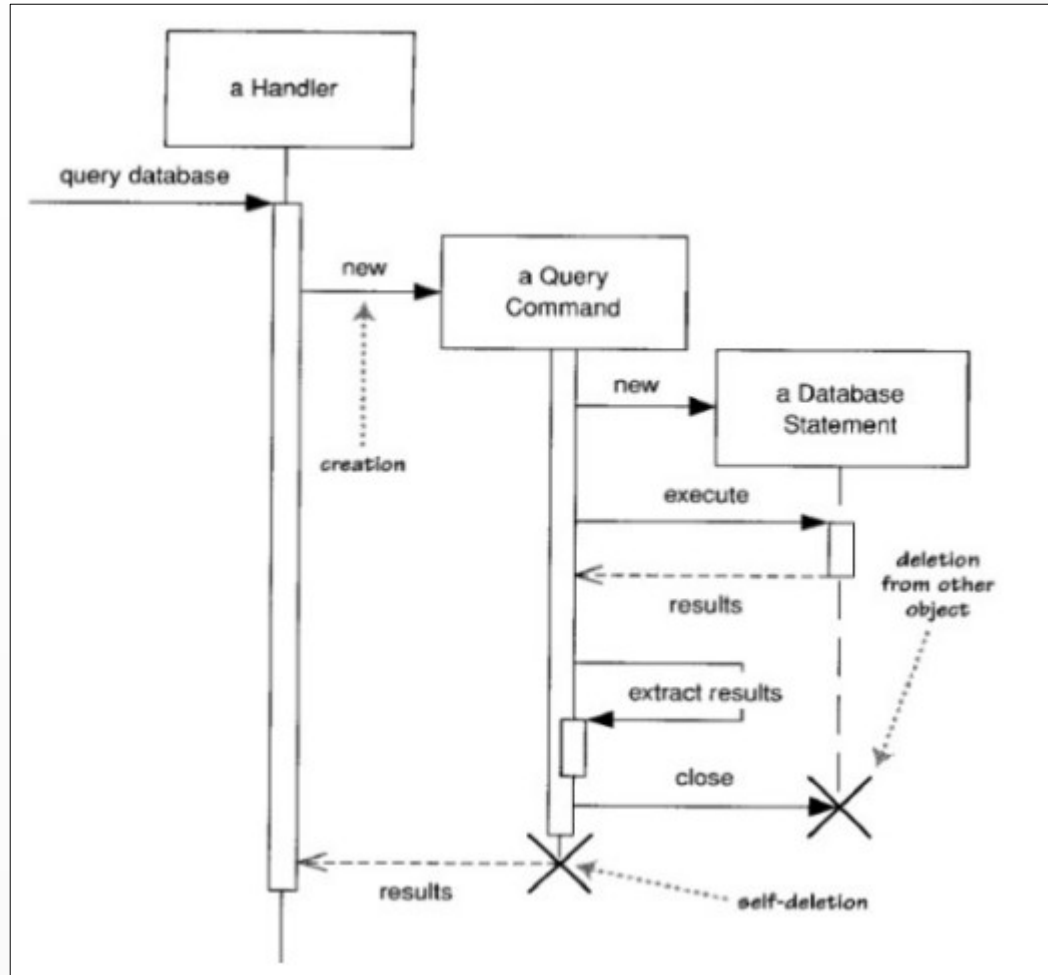 a Handler
query database
new
a Query
Command
creation
new
a Database
Statement
execute
deletion
from other
object
results
extract results
close
results
self-deletion